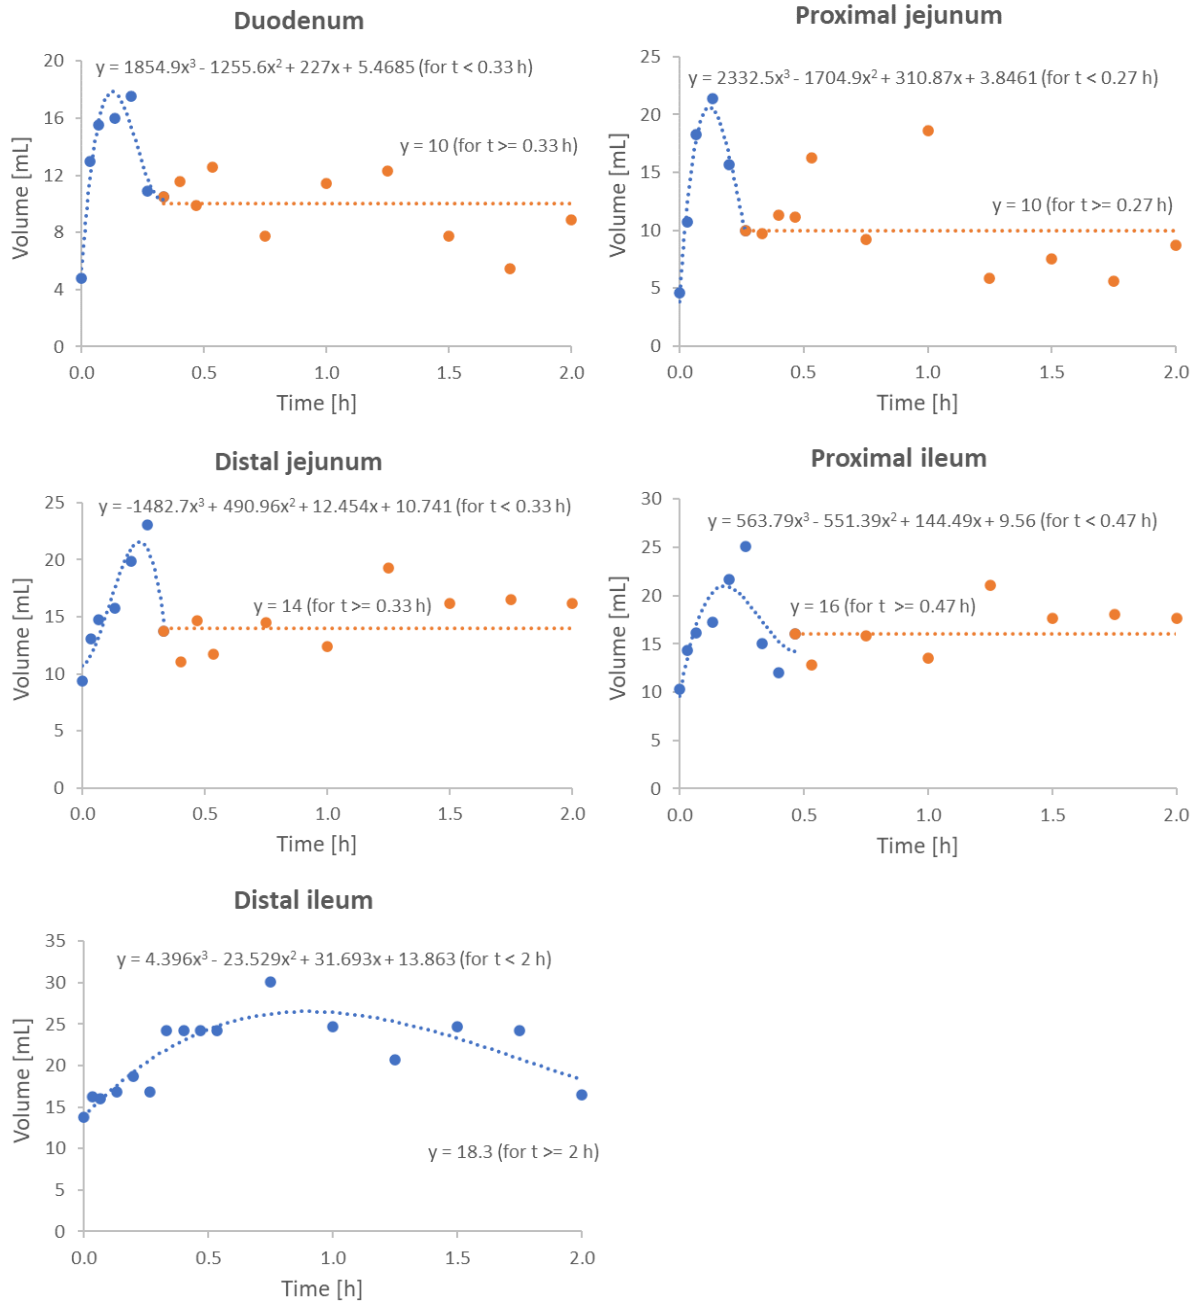 Duodenum
y = 1854.9x³ - 1255.6x² + 227x + 5.4685 (for t < 0.33 h)
y = 10 (for t >= 0.33 h)
Volume [mL]
20
16
12
8
4
0
0.0 0.5 1.0 1.5 2.0
Time [h]
Proximal jejunum
y = 2332.5x³ - 1704.9x² + 310.87x + 3.8461 (for t < 0.27 h)
y = 10 (for t >= 0.27 h)
Volume [mL]
25
20
15
10
5
0
0.0 0.5 1.0 1.5 2.0
Time [h]
Distal jejunum
y = -1482.7x³ + 490.96x² + 12.454x + 10.741 (for t < 0.33 h)
y = 14 (for t >= 0.33 h)
Volume [mL]
25
20
15
10
5
0
0.0 0.5 1.0 1.5 2.0
Time [h]
Proximal ileum
y = 563.79x³ - 551.39x² + 144.49x + 9.56 (for t < 0.47 h)
y = 16 (for t >= 0.47 h)
Volume [mL]
30
25
20
15
10
5
0
0.0 0.5 1.0 1.5 2.0
Time [h]
Distal ileum
y = 4.396x³ - 23.529x² + 31.693x + 13.863 (for t < 2 h)
y = 18.3 (for t >= 2 h)
Volume [mL]
35
30
25
20
15
10
5
0
0.0 0.5 1.0 1.5 2.0
Time [h]